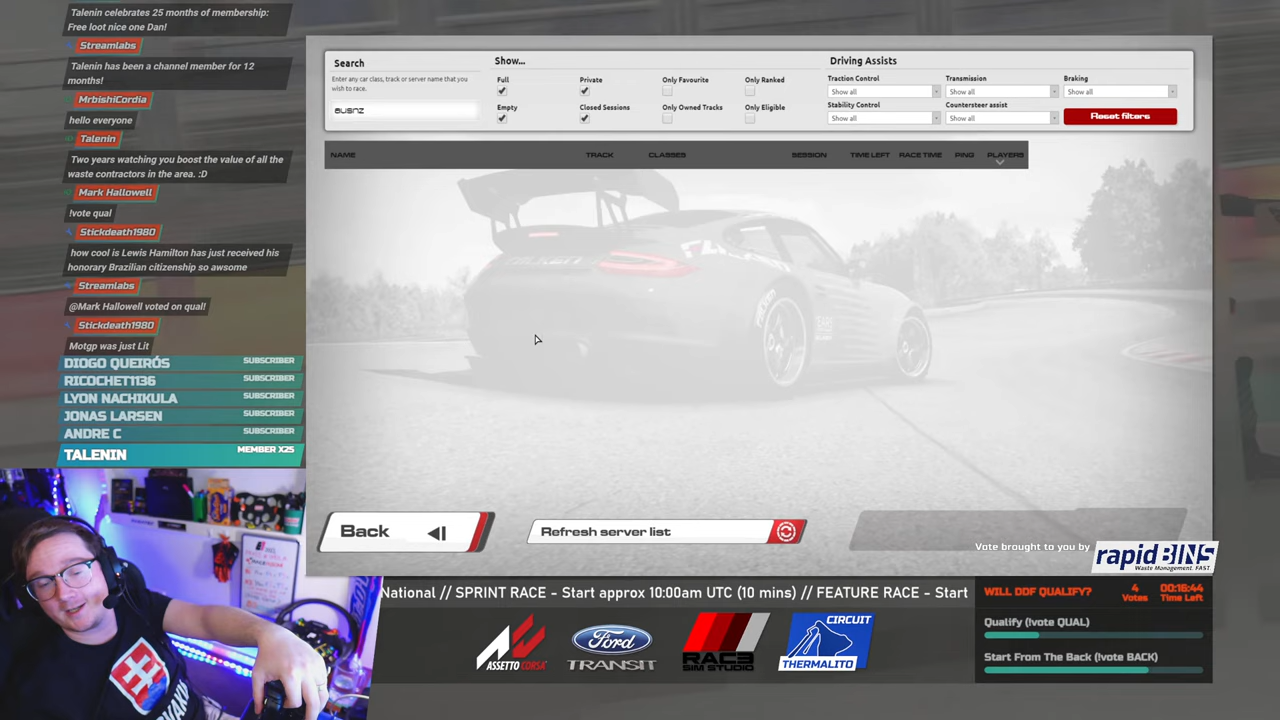 Talenin celebrates 25 months of membership:
Free loot nice one Dan!
Streamlabs
Talenin has been a channel member for 12
months!
MrbishiCordia
hello everyone
Talenin
Two years watching you boost the value of all the
waste contractors in the area. :D
Mark Hallowell
!vote qual
Stickdeath1980
how cool is Lewis Hamilton has just received his
honorary Brazilian citizenship so awsome
Streamlabs
@Mark Hallowell voted on qual!
Stickdeath1980
Motgp was just Lit
DIOGO QUEIRÓS SUBSCRIBER
RICOCHET1136 SUBSCRIBER
LYON NACHIKULA SUBSCRIBER
JONAS LARSEN SUBSCRIBER
ANDRE C SUBSCRIBER
TALENIN MEMBER X25
Search
Enter any car class, track or server name that you
wish to race.
ausnz
Show...
Full Private Only Favourite Only Ranked
Empty Closed Sessions Only Owned Tracks Only Eligible
Driving Assists
Traction Control Transmission Braking
Show all Show all Show all
Stability Control Countersteer assist
Show all Show all
Reset filters
NAME TRACK CLASSES SESSION TIME LEFT RACE TIME PING PLAYERS
Back
Refresh server list
Vote brought to you by
rapidBINS
Waste Management. FAST.
National // SPRINT RACE - Start approx 10:00am UTC (10 mins) // FEATURE RACE - Start
ASSETTO CORSA
Ford
TRANSIT
RAC3
SIM STUDIO
CIRCUIT
THERMALITO
WILL DDF QUALIFY?
4
Votes
00:16:44
Time Left
Qualify (!vote QUAL)
Start From The Back (!vote BACK)